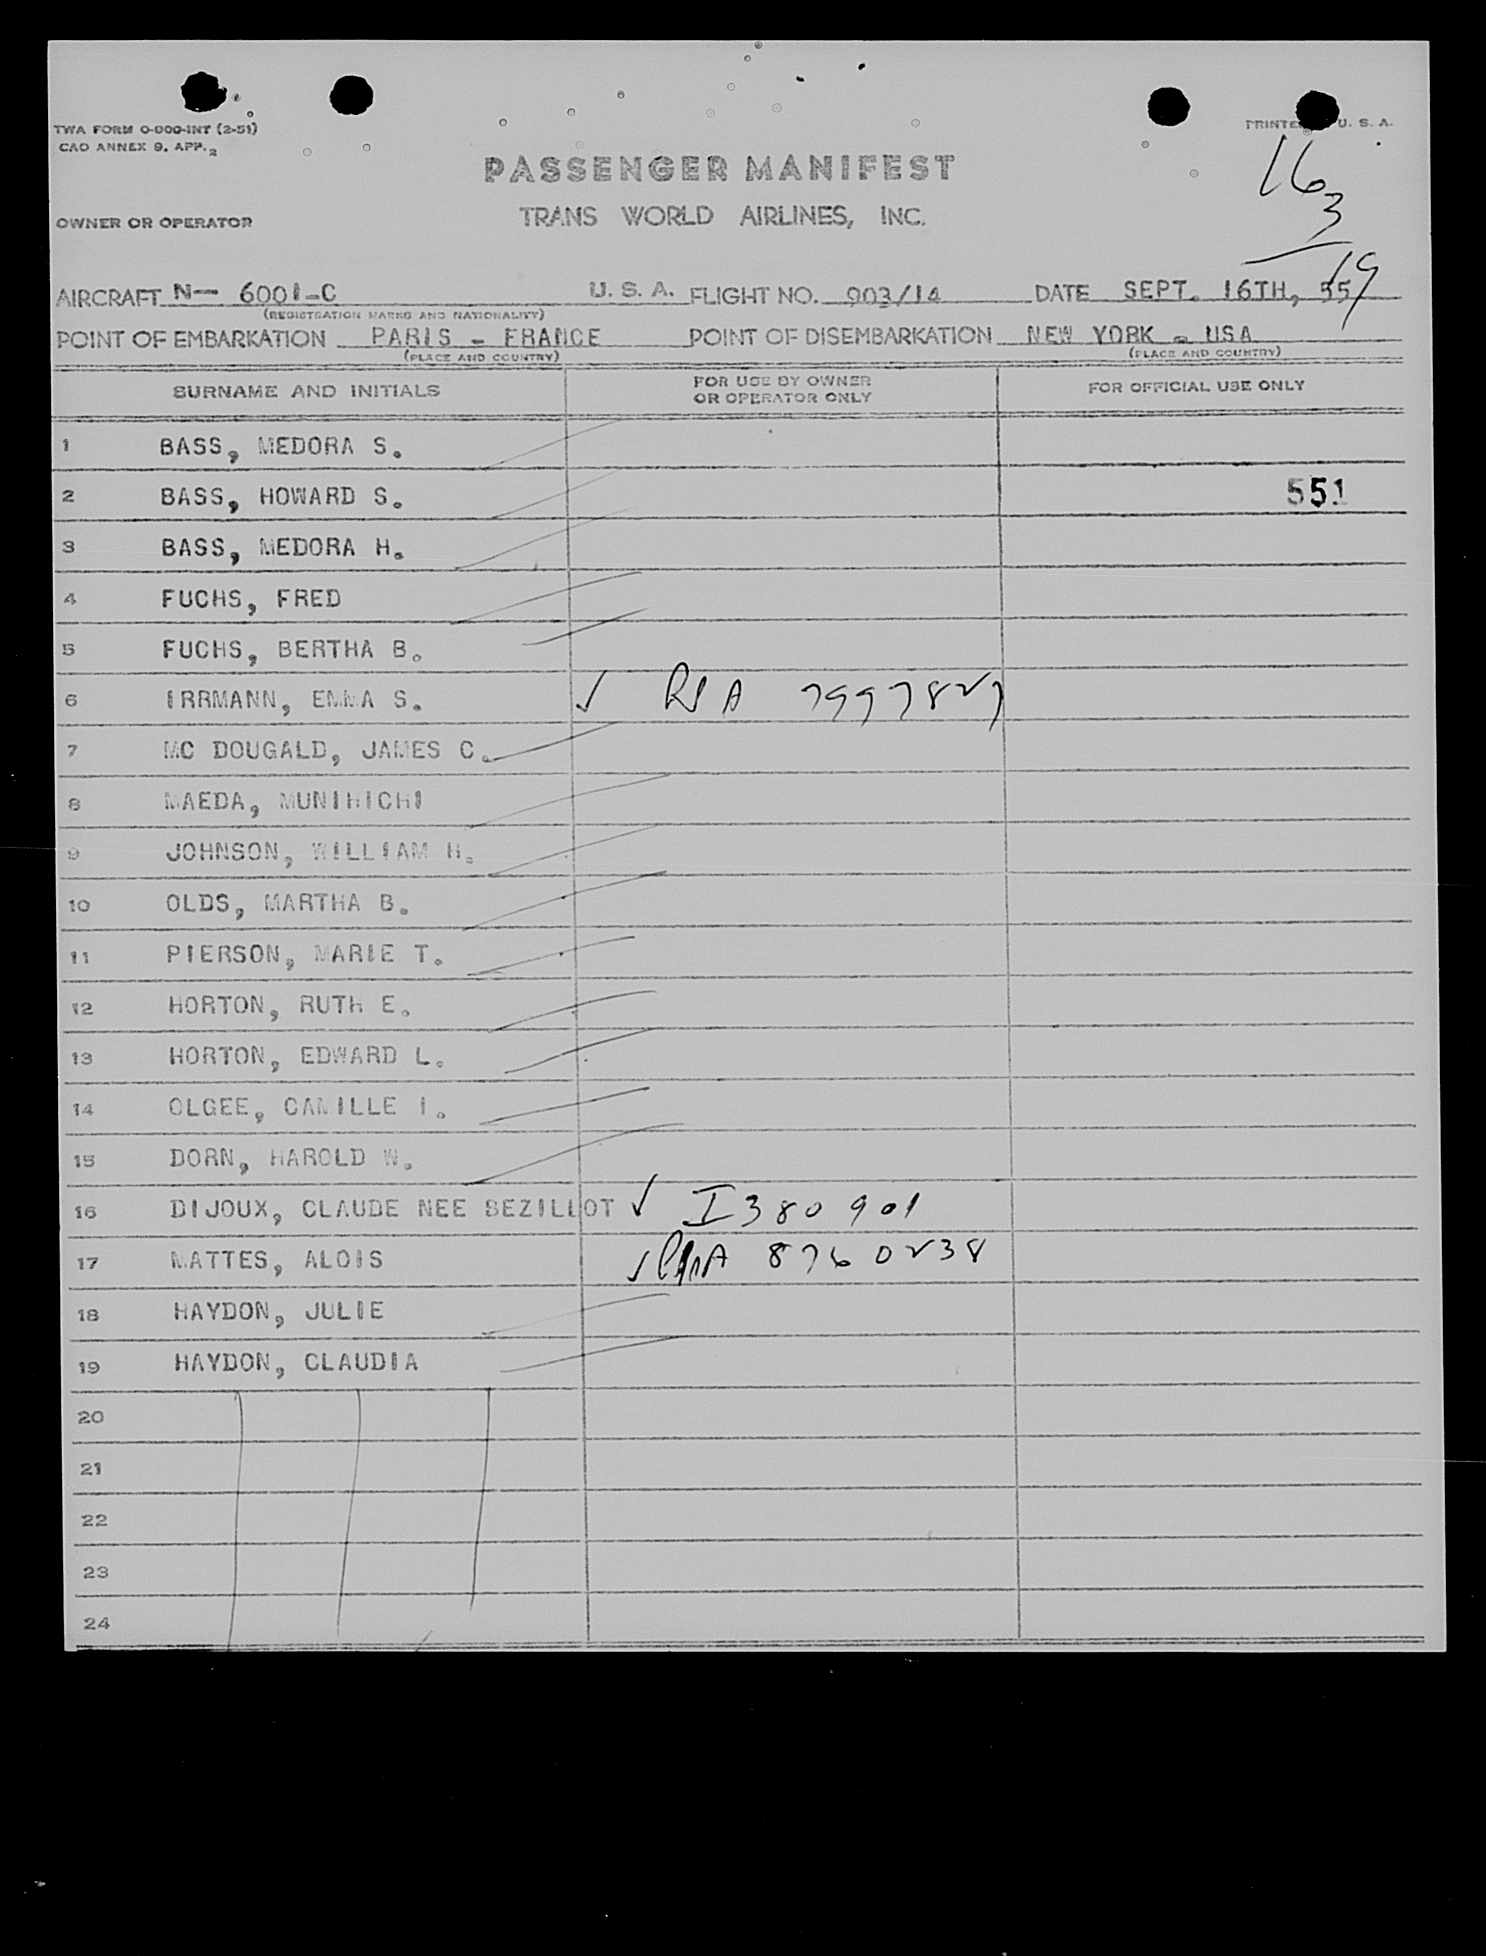 TWA FORM O-000-INT (2-51)
CAO ANNEX 9. APP. 2
U. S. A.
PASSENGER MANIFEST
16
3
19
OWNER OR OPERATOR
TRANS WORLD AIRLINES, INC.
AIRCRAFT N- 6001-C U. S. A. FLIGHT NO. 903/14 DATE SEPT. 16TH, 55
(REGISTRATION MARKS AND NATIONALITY)
POINT OF EMBARKATION PARIS - FRANCE POINT OF DISEMBARKATION NEW YORK - USA
(PLACE AND COUNTRY) (PLACE AND COUNTRY)
SURNAME AND INITIALS FOR USE BY OWNER OR OPERATOR ONLY FOR OFFICIAL USE ONLY
1 BASS, MEDORA S.
2 BASS, HOWARD S. 551
3 BASS, MEDORA H.
4 FUCHS, FRED
5 FUCHS, BERTHA B.
6 IRRMANN, EMMA S. ✓ A 7997827
7 MC DOUGALD, JAMES C.
8 MAEDA, MUNIHICHI
9 JOHNSON, WILLIAM H.
10 OLDS, MARTHA B.
11 PIERSON, MARIE T.
12 HORTON, RUTH E.
13 HORTON, EDWARD L.
14 OLGEE, CAMILLE I.
15 DORN, HAROLD W.
16 DIJOUX, CLAUDE NEE BEZILLOT ✓ I 380 901
17 MATTES, ALOIS ✓ A 8760238
18 HAYDON, JULIE
19 HAYDON, CLAUDIA
20
21
22
23
24